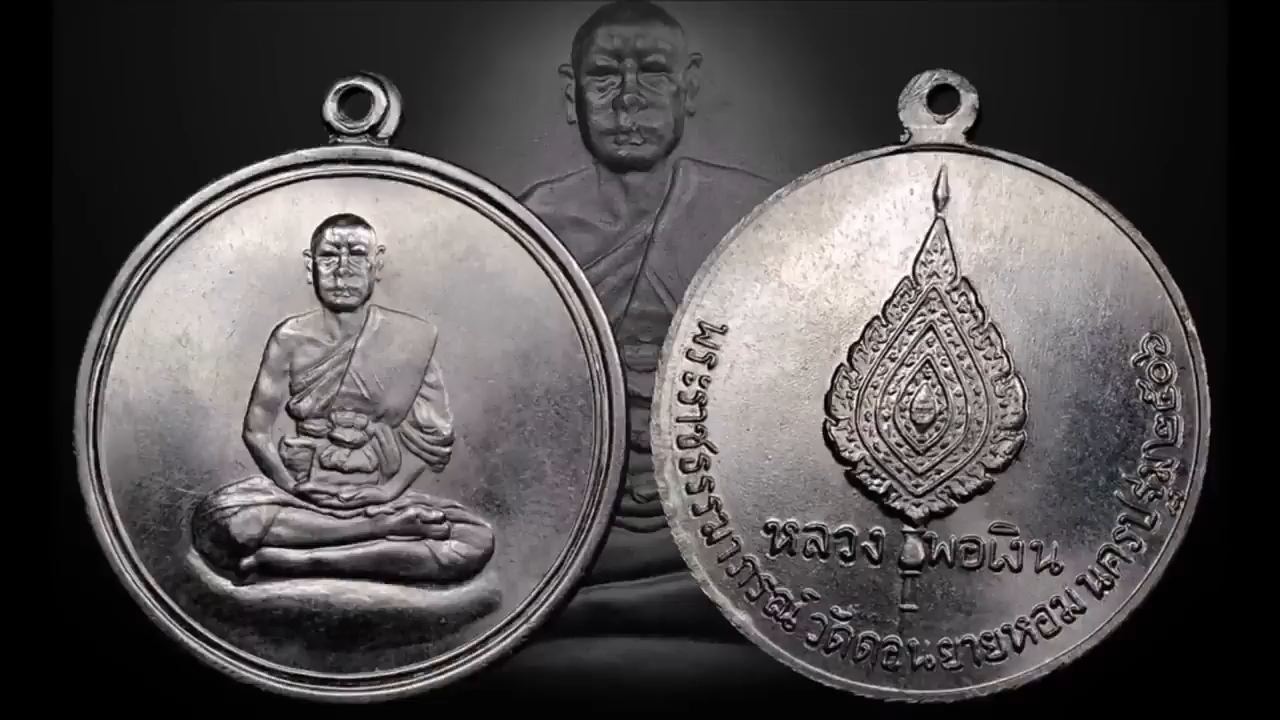 หลวงพ่อเงิน
พระราชธรรมาภรณ์ วัดดอนยายหอม นครปฐม ๒๕๐๖